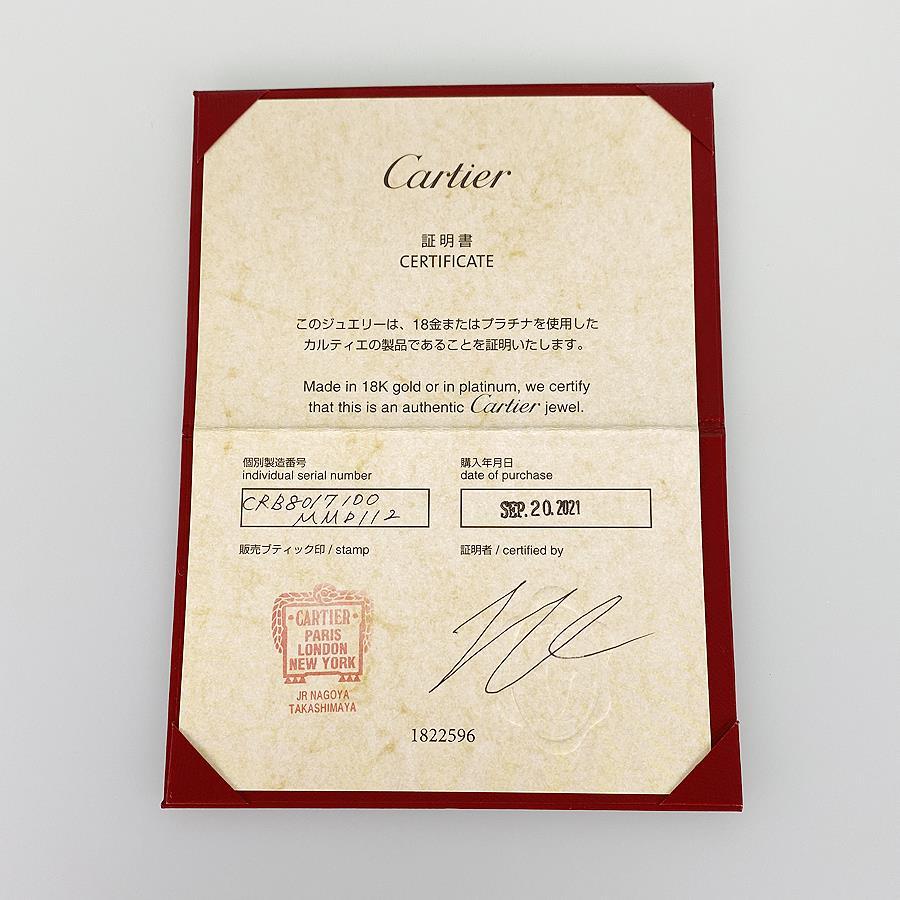 Cartier
証明書
CERTIFICATE
このジュエリーは、18金またはプラチナを使用した
カルティエの製品であることを証明いたします。
Made in 18K gold or in platinum, we certify
that this is an authentic Cartier jewel.
個別製造番号
individual serial number
CRB8017100
MMD112
購入年月日
date of purchase
SEP.20.2021
販売ブティック印 / stamp
証明者 / certified by
CARTIER
PARIS
LONDON
NEW YORK
JR NAGOYA
TAKASHIMAYA
1822596